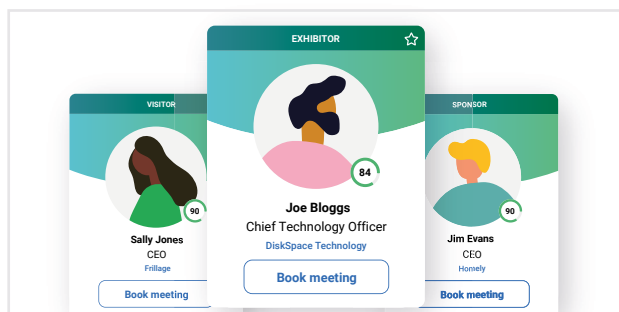 VISITOR
90
Sally Jones
CEO
Frillage
Book meeting
EXHIBITOR
84
Joe Bloggs
Chief Technology Officer
DiskSpace Technology
Book meeting
SPONSOR
90
Jim Evans
CEO
Homely
Book meeting